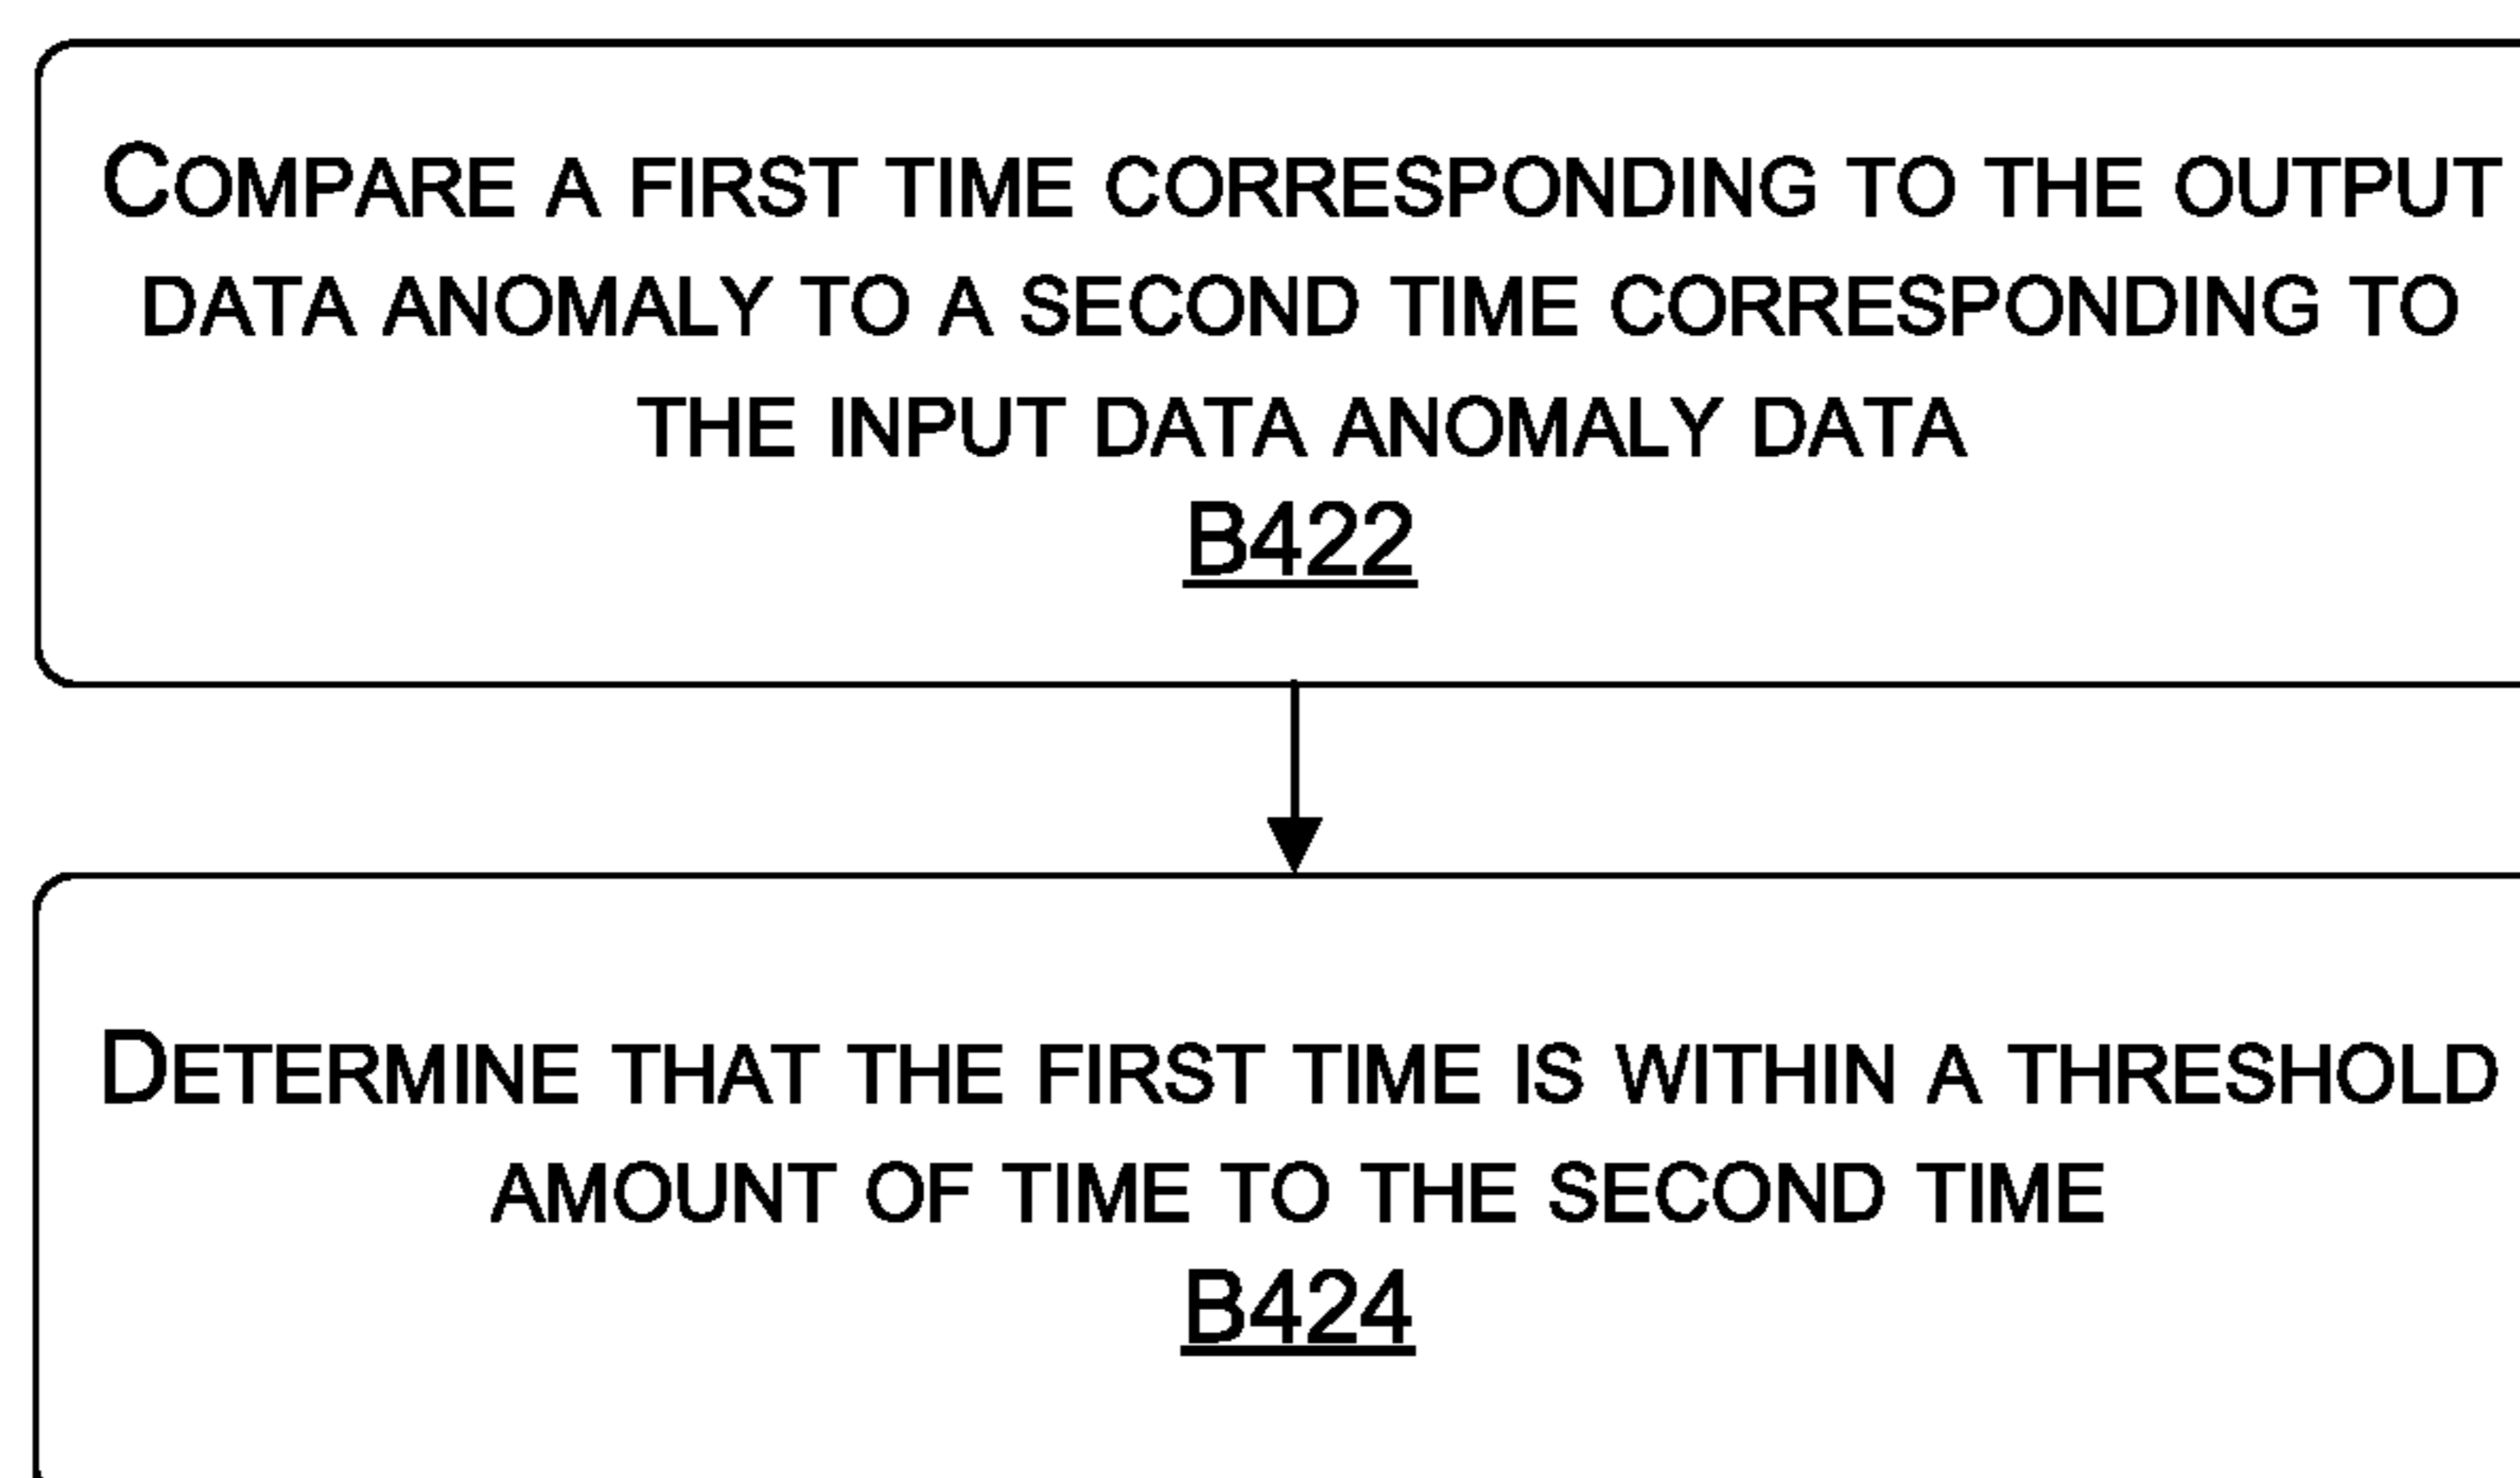 COMPARE A FIRST TIME CORRESPONDING TO THE OUTPUT
DATA ANOMALY TO A SECOND TIME CORRESPONDING TO
THE INPUT DATA ANOMALY DATA
B422
DETERMINE THAT THE FIRST TIME IS WITHIN A THRESHOLD
AMOUNT OF TIME TO THE SECOND TIME
B424